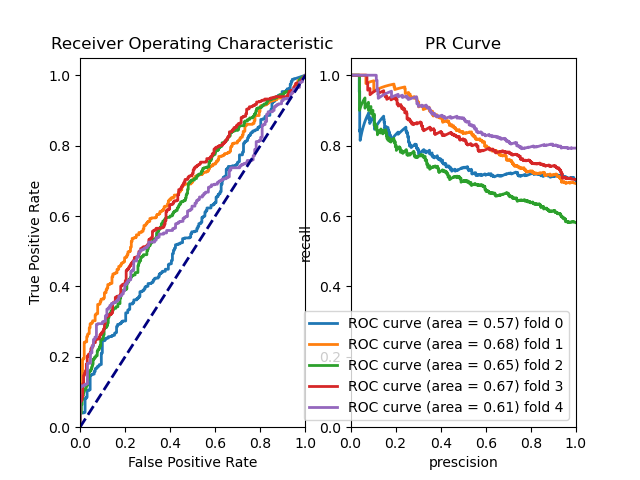 Receiver Operating Characteristic
1.0
0.8
0.6
0.4
0.2
0.0
True Positive Rate
0.0 0.2 0.4 0.6 0.8 1.0
False Positive Rate
PR Curve
1.0
0.8
0.6
0.4
0.2
0.0
recall
0.0 0.2 0.4 0.6 0.8 1.0
prescision
ROC curve (area = 0.57) fold 0
ROC curve (area = 0.68) fold 1
ROC curve (area = 0.65) fold 2
ROC curve (area = 0.67) fold 3
ROC curve (area = 0.61) fold 4